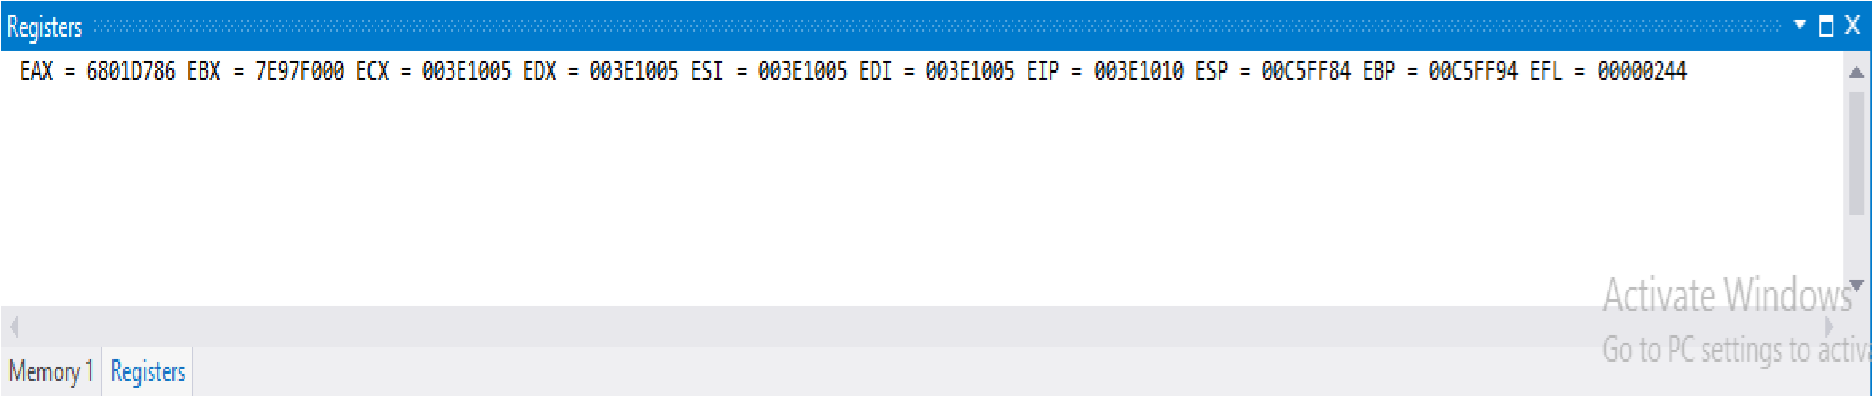 Registers
EAX = 6801D786 EBX = 7E97F000 ECX = 003E1005 EDX = 003E1005 ESI = 003E1005 EDI = 003E1005 EIP = 003E1010 ESP = 00C5FF84 EBP = 00C5FF94 EFL = 00000244
Activate Windows
Go to PC settings to activa
Memory 1 Registers